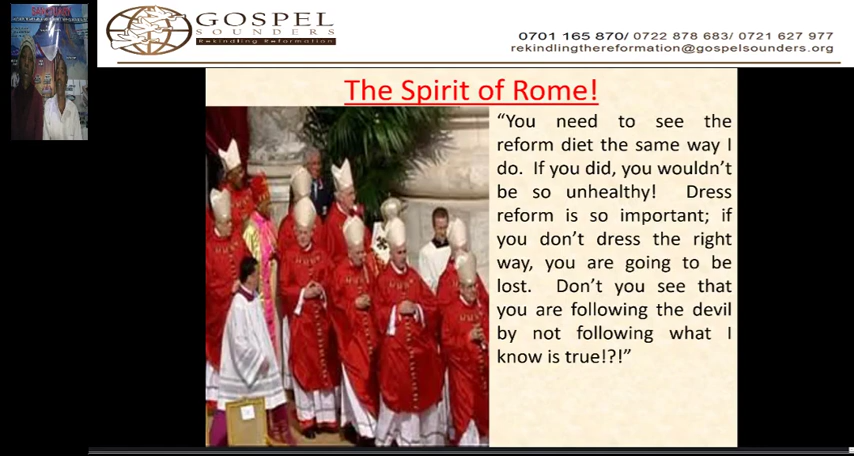 SANCTUARY
GOSPEL
SOUNDERS
Rekindling Reformation
0701 165 870/ 0722 878 683/ 0721 627 977
rekindlingthereformation@gospelsounders.org
The Spirit of Rome!
“You need to see the
reform diet the same way I
do. If you did, you wouldn’t
be so unhealthy! Dress
reform is so important; if
you don’t dress the right
way, you are going to be
lost. Don’t you see that
you are following the devil
by not following what I
know is true!?!”